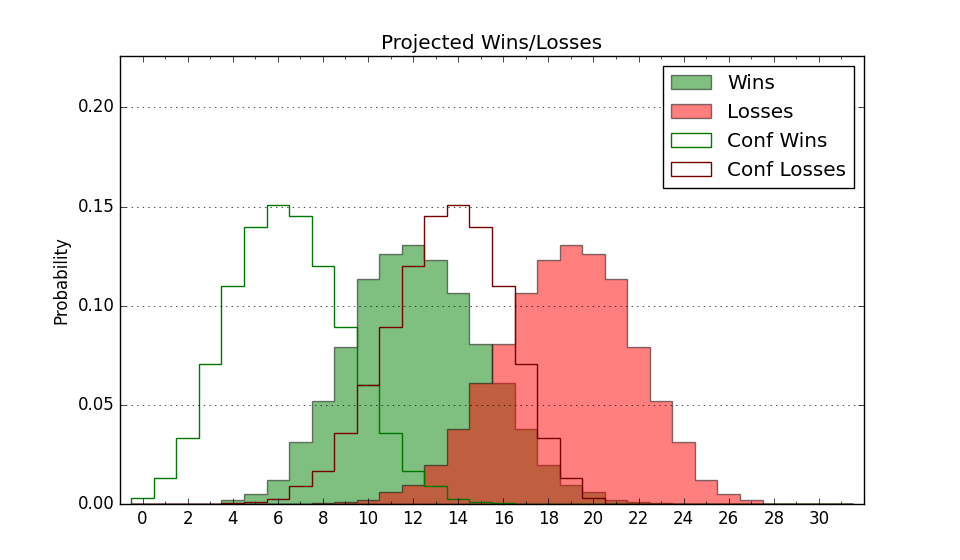 Projected Wins/Losses
Wins
Losses
Conf Wins
Conf Losses
Probability
0.20
0.15
0.10
0.05
0.00
0 2 4 6 8 10 12 14 16 18 20 22 24 26 28 30